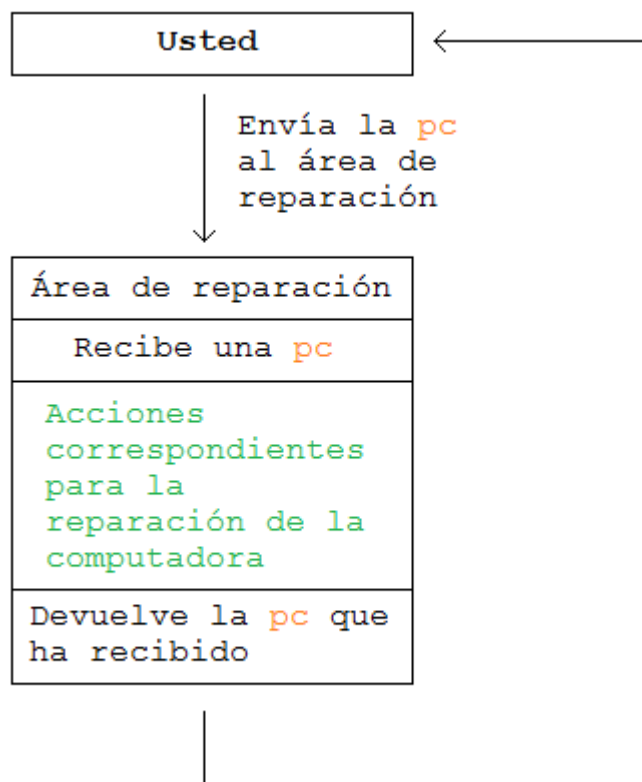 Usted
Envía la pc
al área de
reparación
Área de reparación
Recibe una pc
Acciones
correspondientes
para la
reparación de la
computadora
Devuelve la pc que
ha recibido